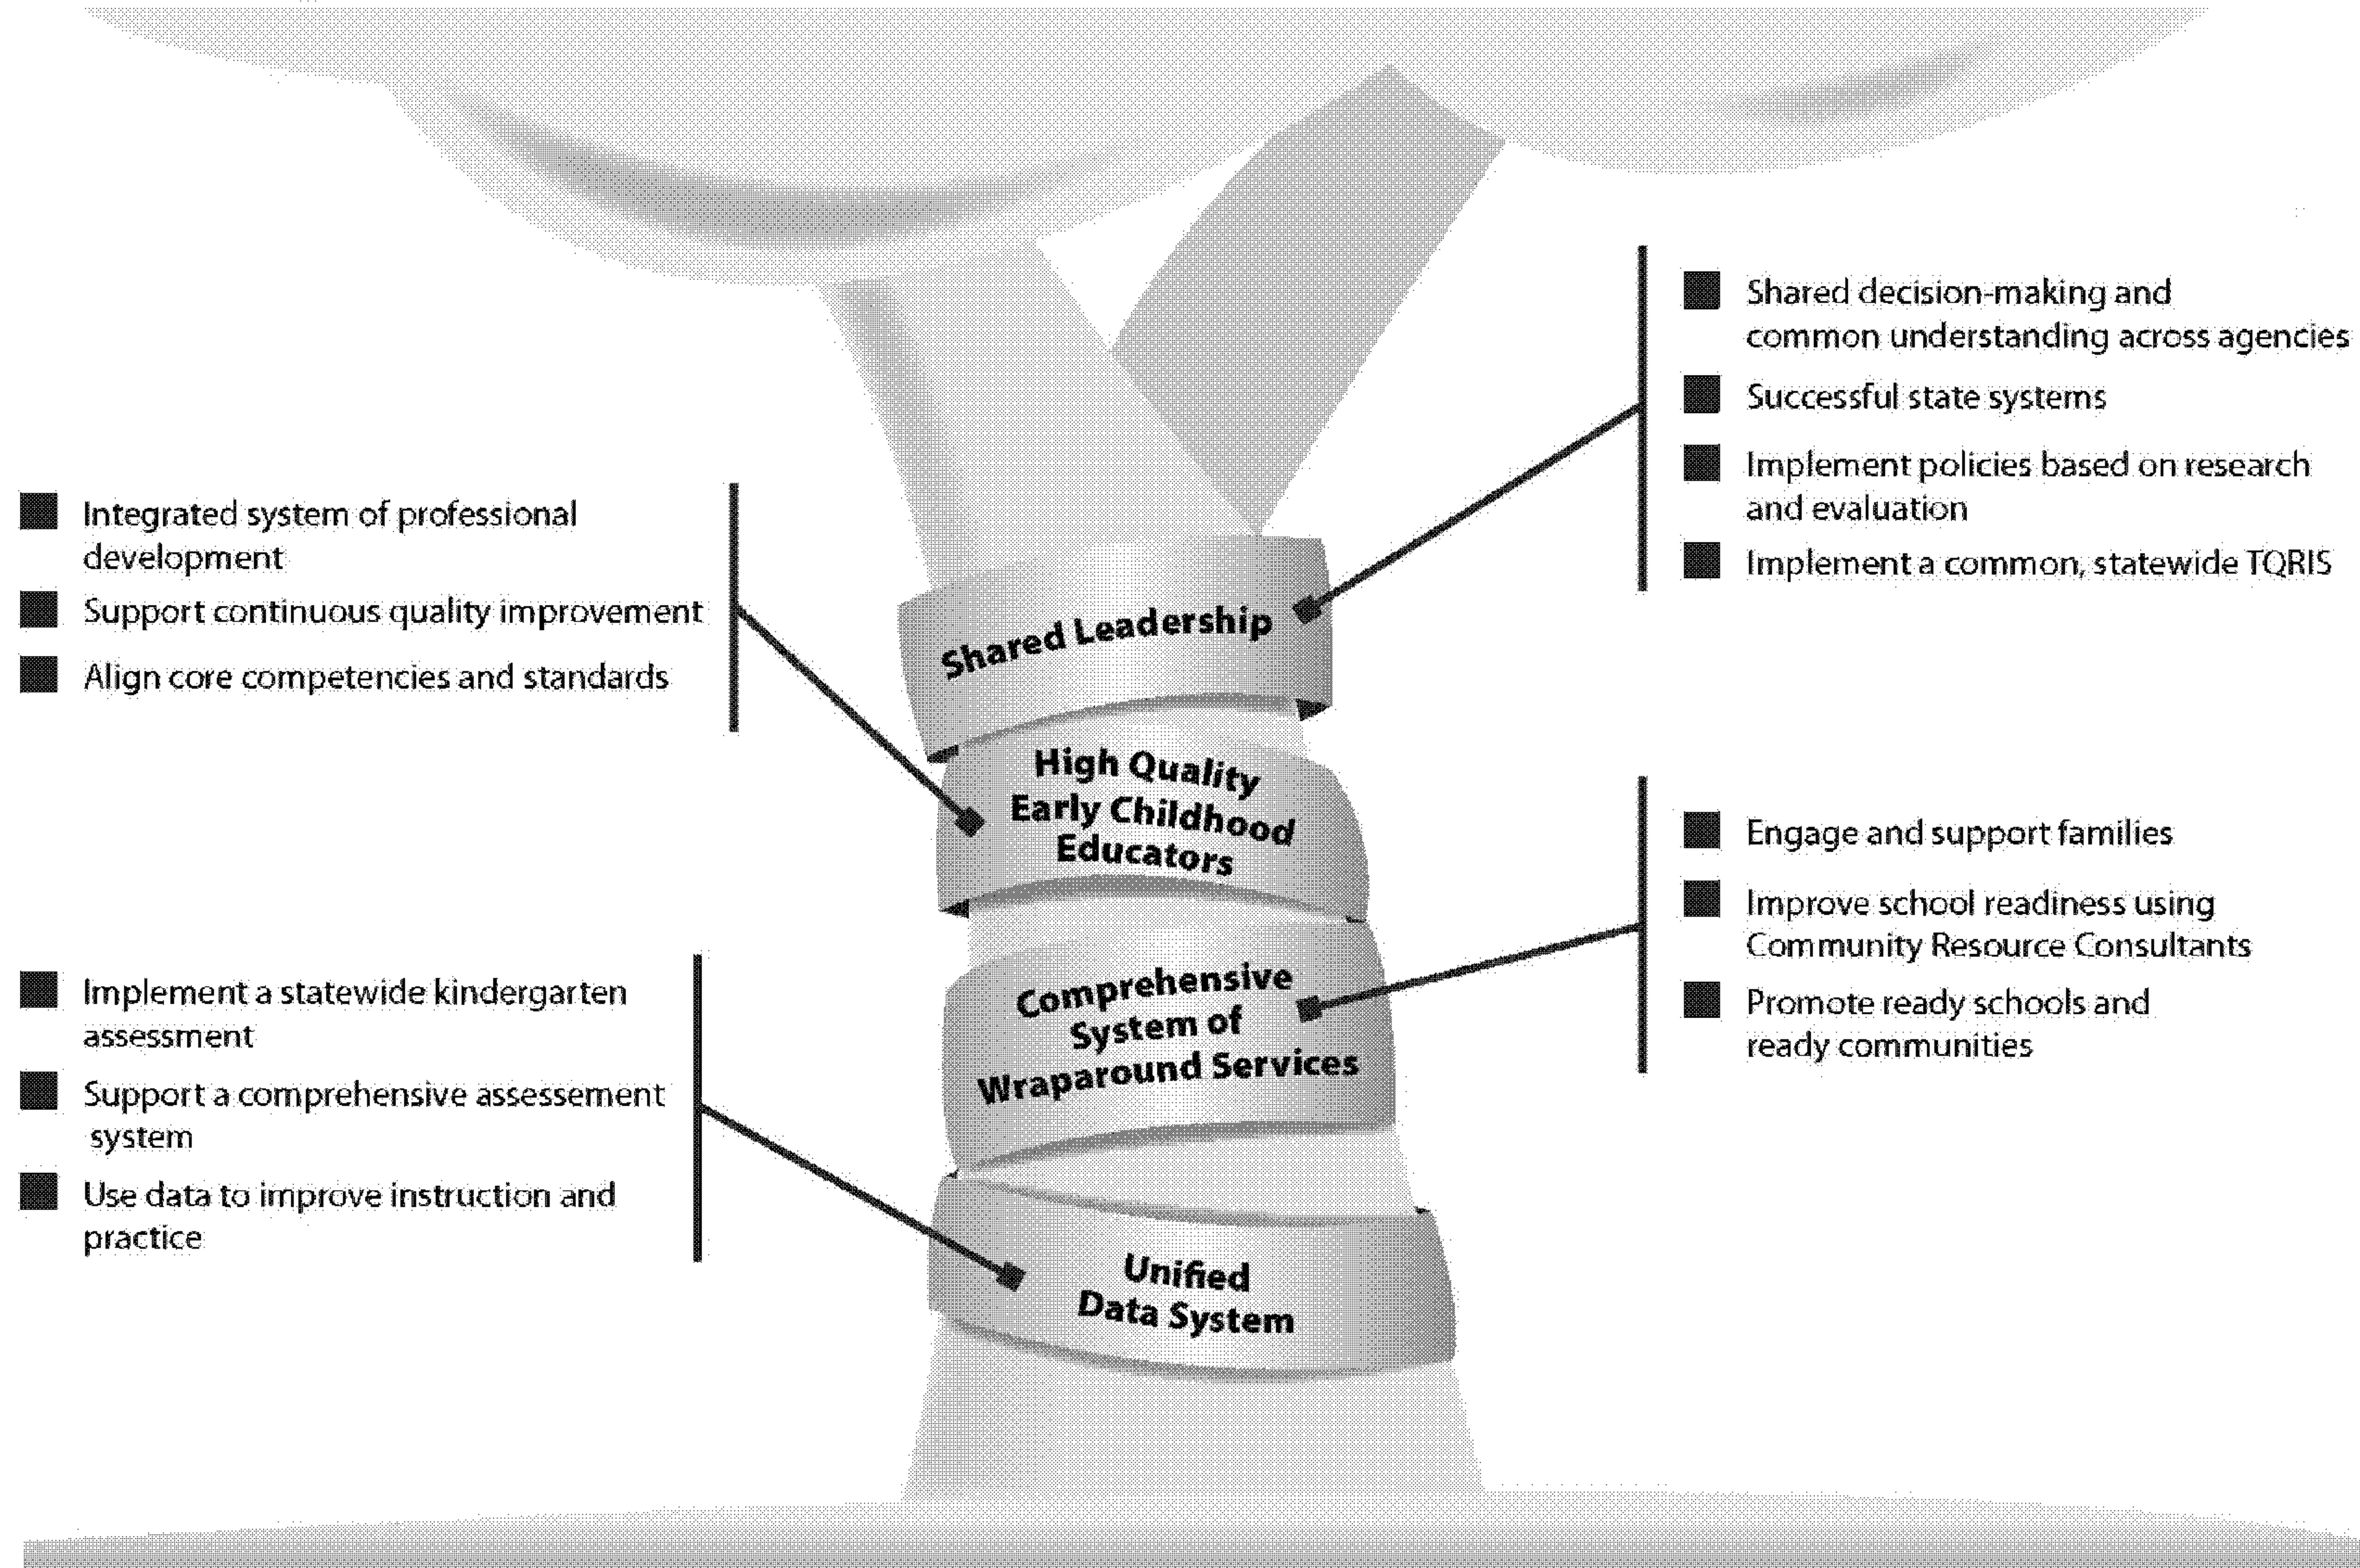 Shared decision-making and
common understanding across agencies
Successful state systems
Implement policies based on research
and evaluation
Implement a common, statewide TQRIS
Integrated system of professional
development
Support continuous quality improvement
Align core competencies and standards
Shared Leadership
High Quality
Early Childhood
Educators
Engage and support families
Improve school readiness using
Community Resource Consultants
Promote ready schools and
ready communities
Implement a statewide kindergarten
assessment
Support a comprehensive assessement
system
Use data to improve instruction and
practice
Comprehensive
System of
Wraparound Services
Unified
Data System